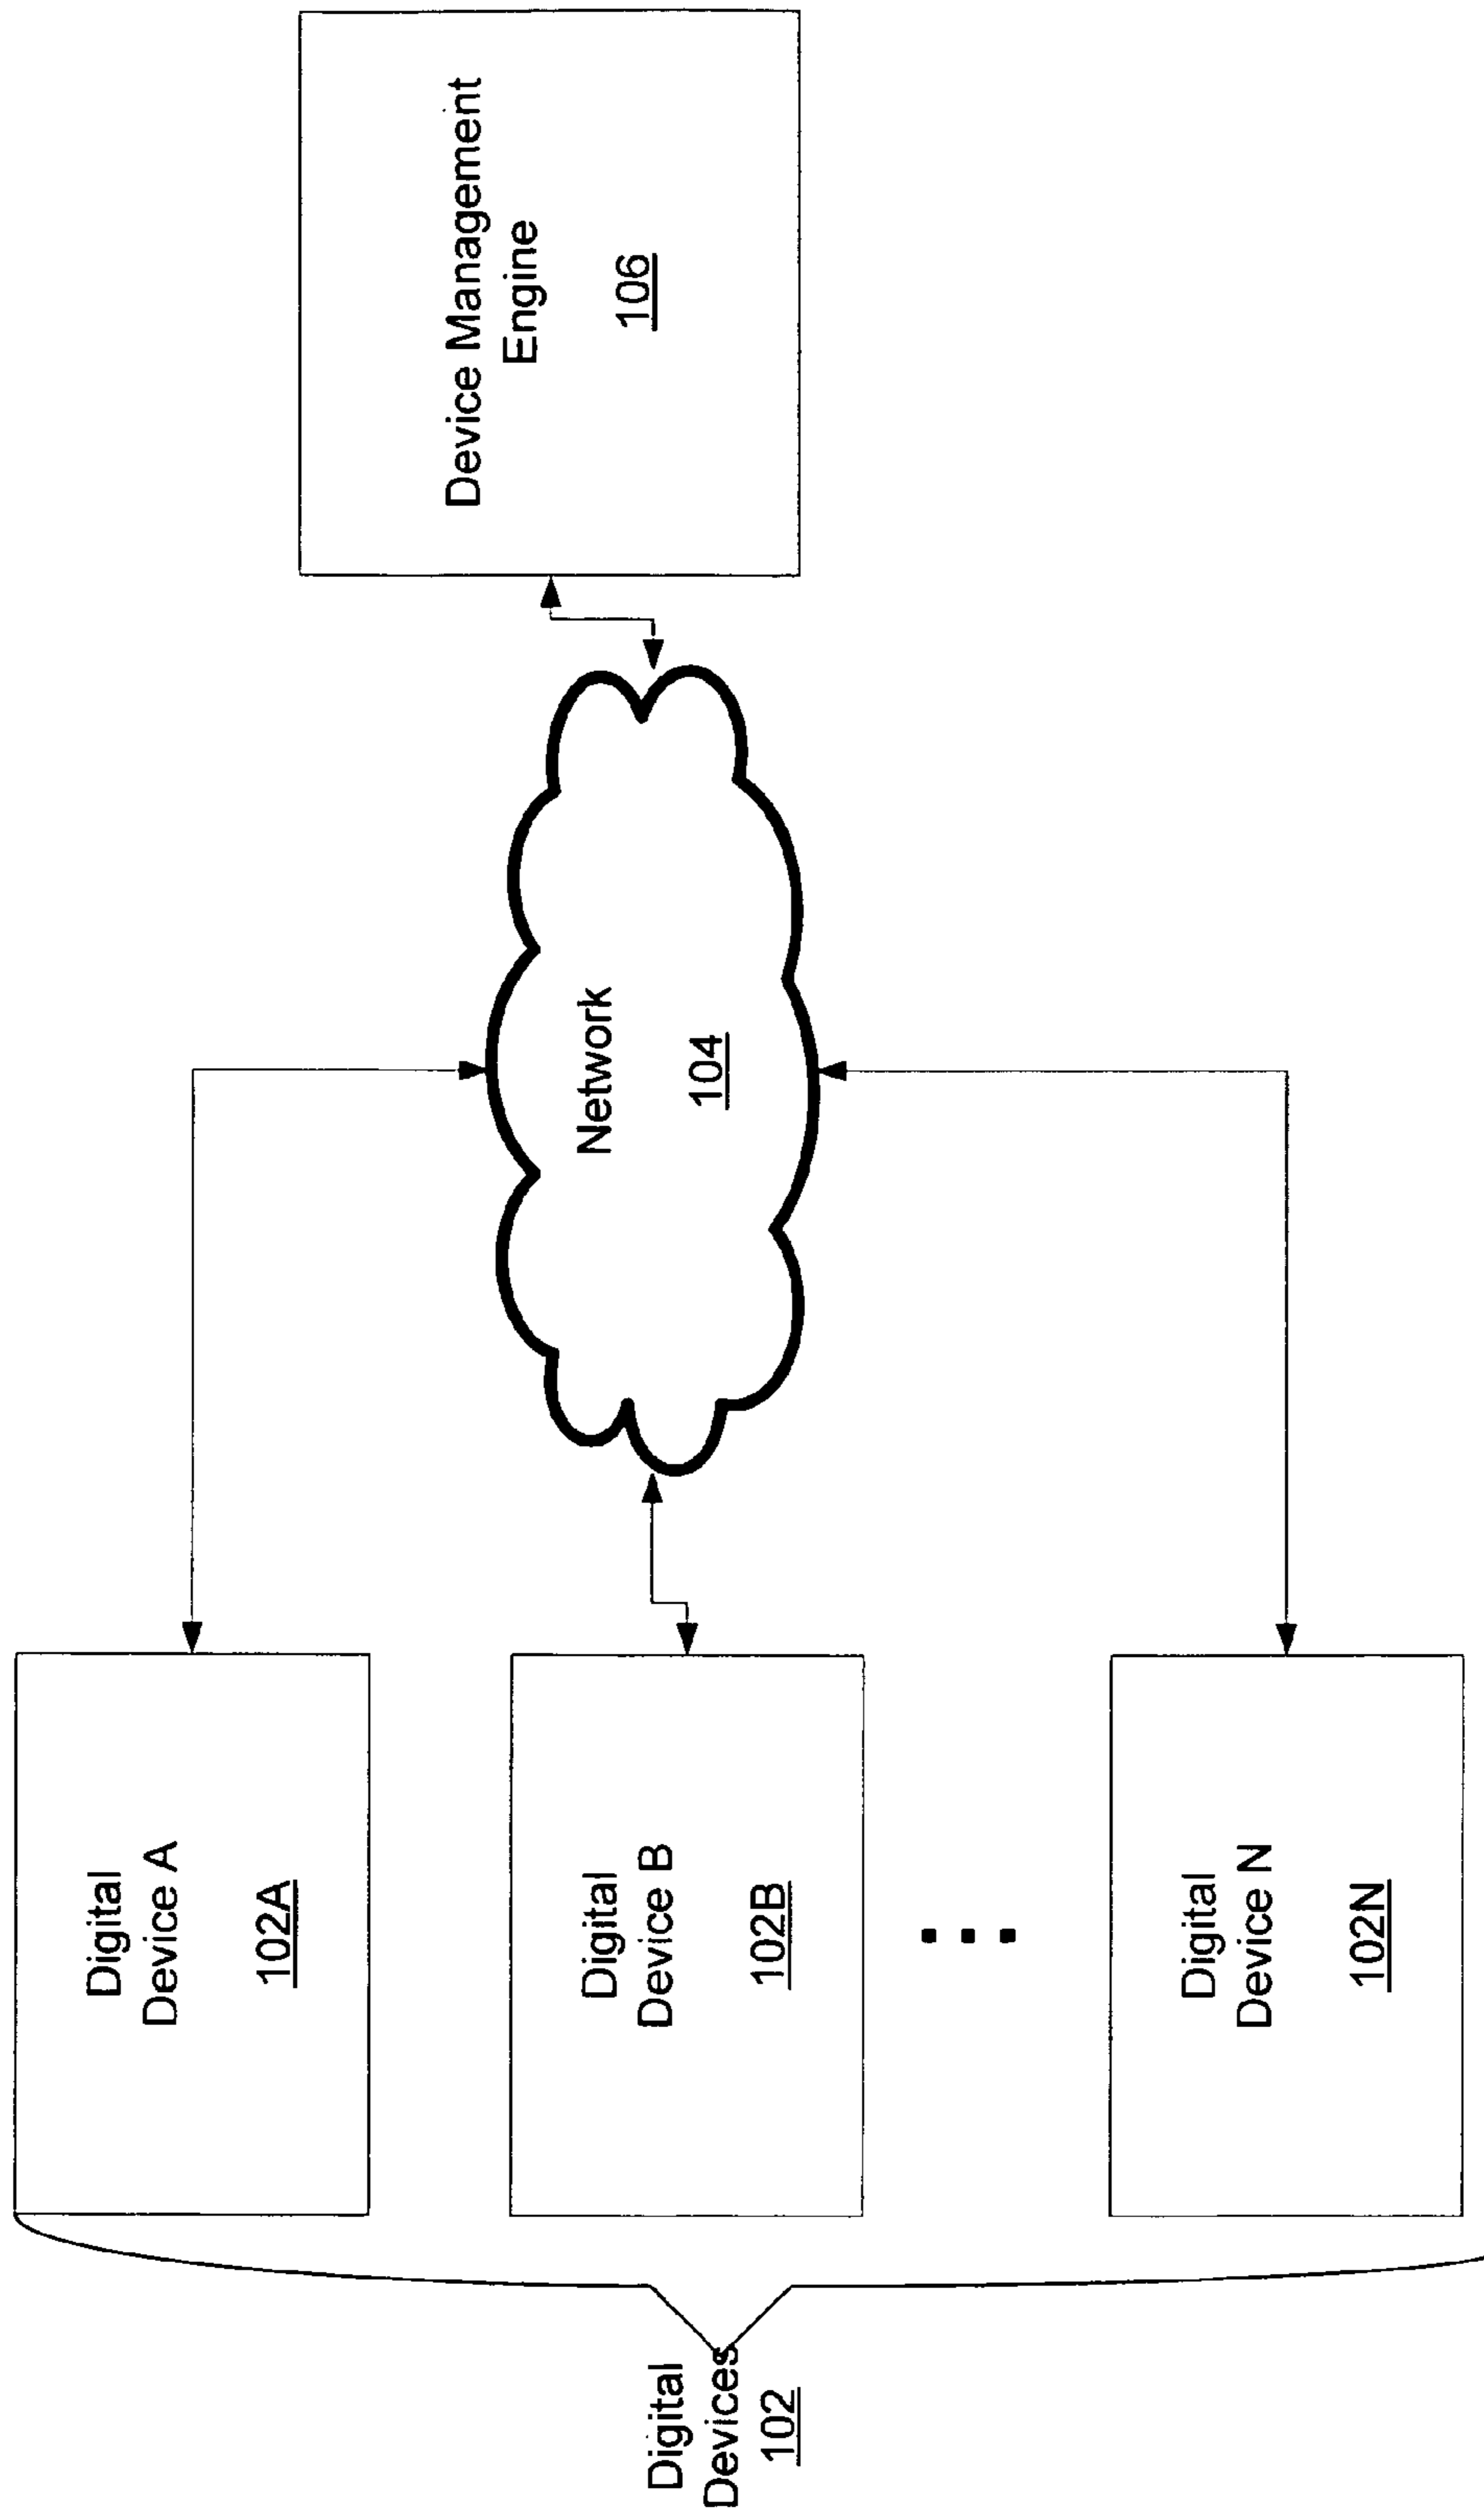 Digital
Devices
102
Digital
Device A
102A
Digital
Device B
102B
Digital
Device N
102N
Network
104
Device Management
Engine
106